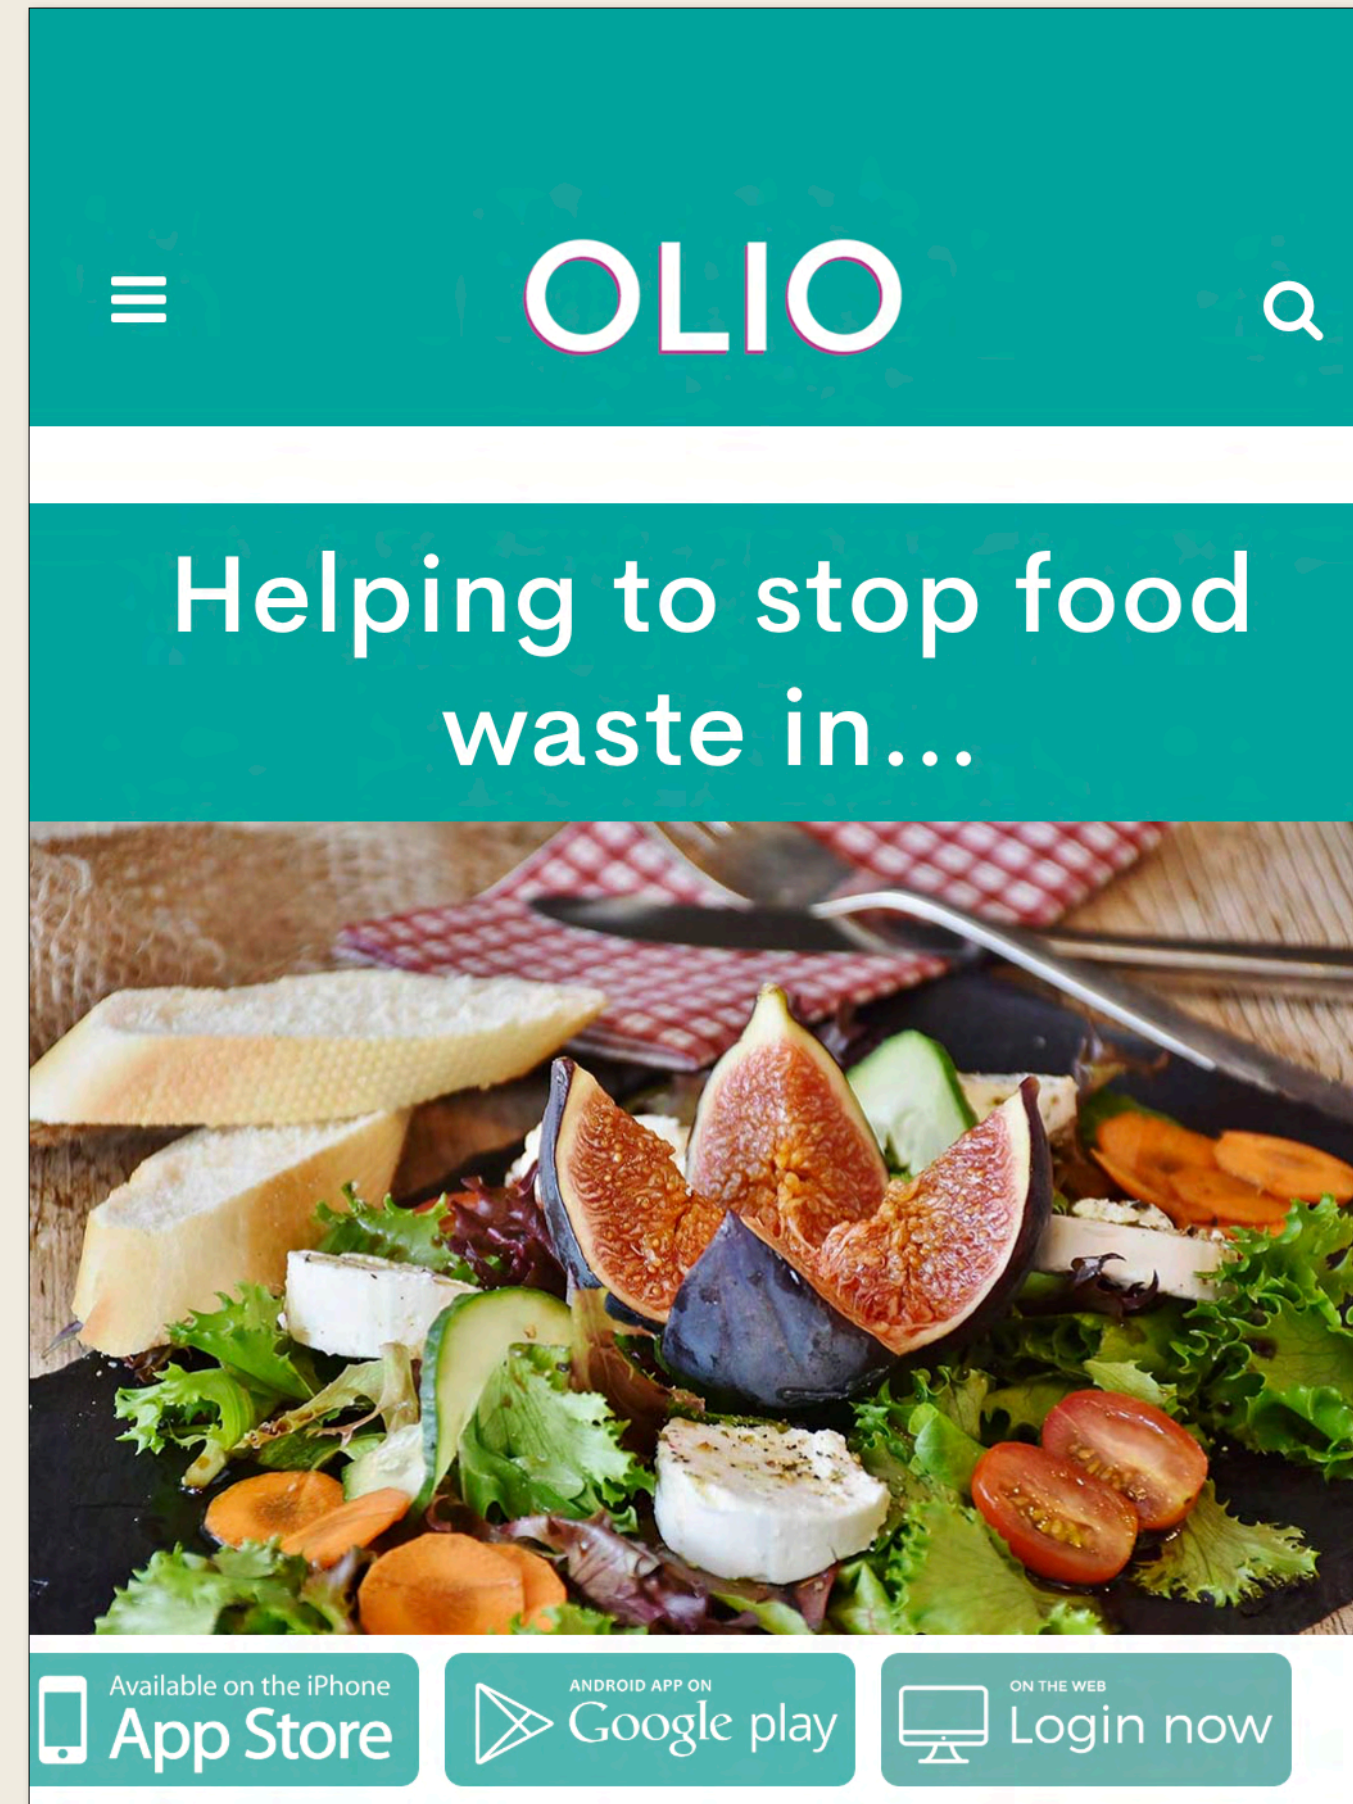 OLIO
Helping to stop food
waste in...
Available on the iPhone
App Store
ANDROID APP ON
Google play
ON THE WEB
Login now